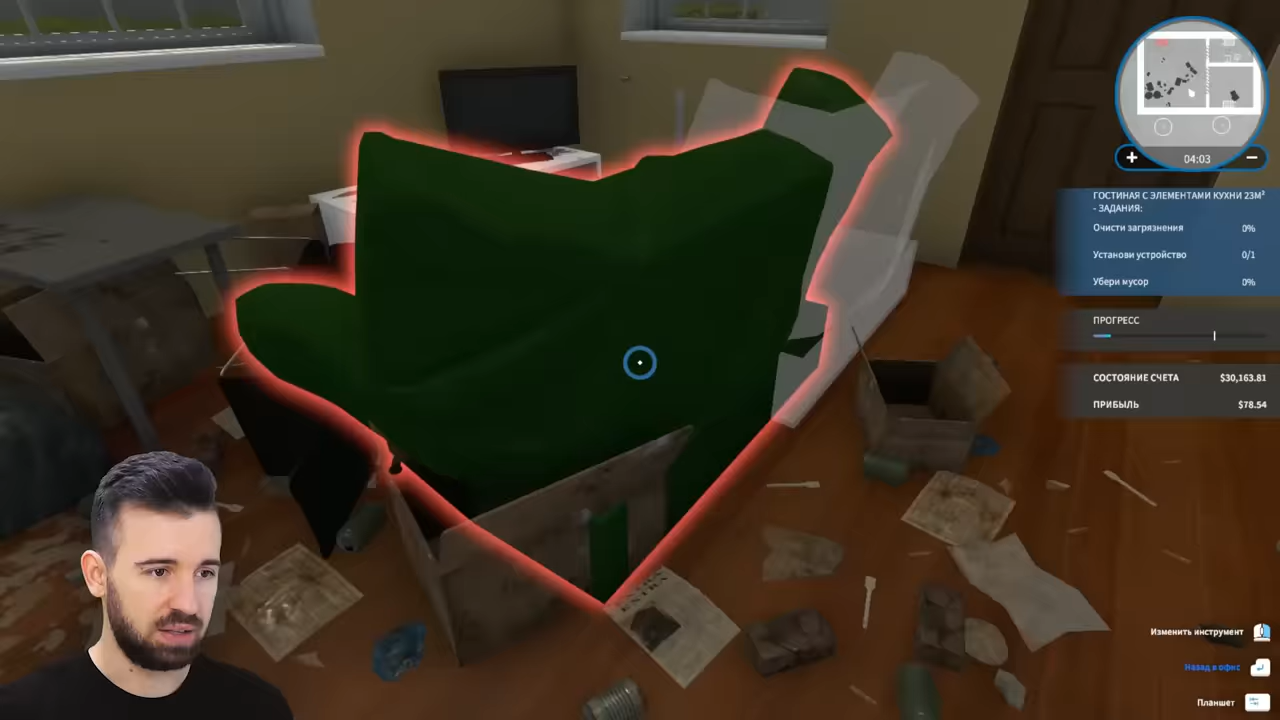 + 04:03 −
ГОСТИНАЯ С ЭЛЕМЕНТАМИ КУХНИ 23М²
- ЗАДАНИЯ:
Очисти загрязнения 0%
Установи устройство 0/1
Убери мусор 0%
ПРОГРЕСС
СОСТОЯНИЕ СЧЕТА $30,163.81
ПРИБЫЛЬ $78.54
Изменить инструмент
Назад в офис
Планшет